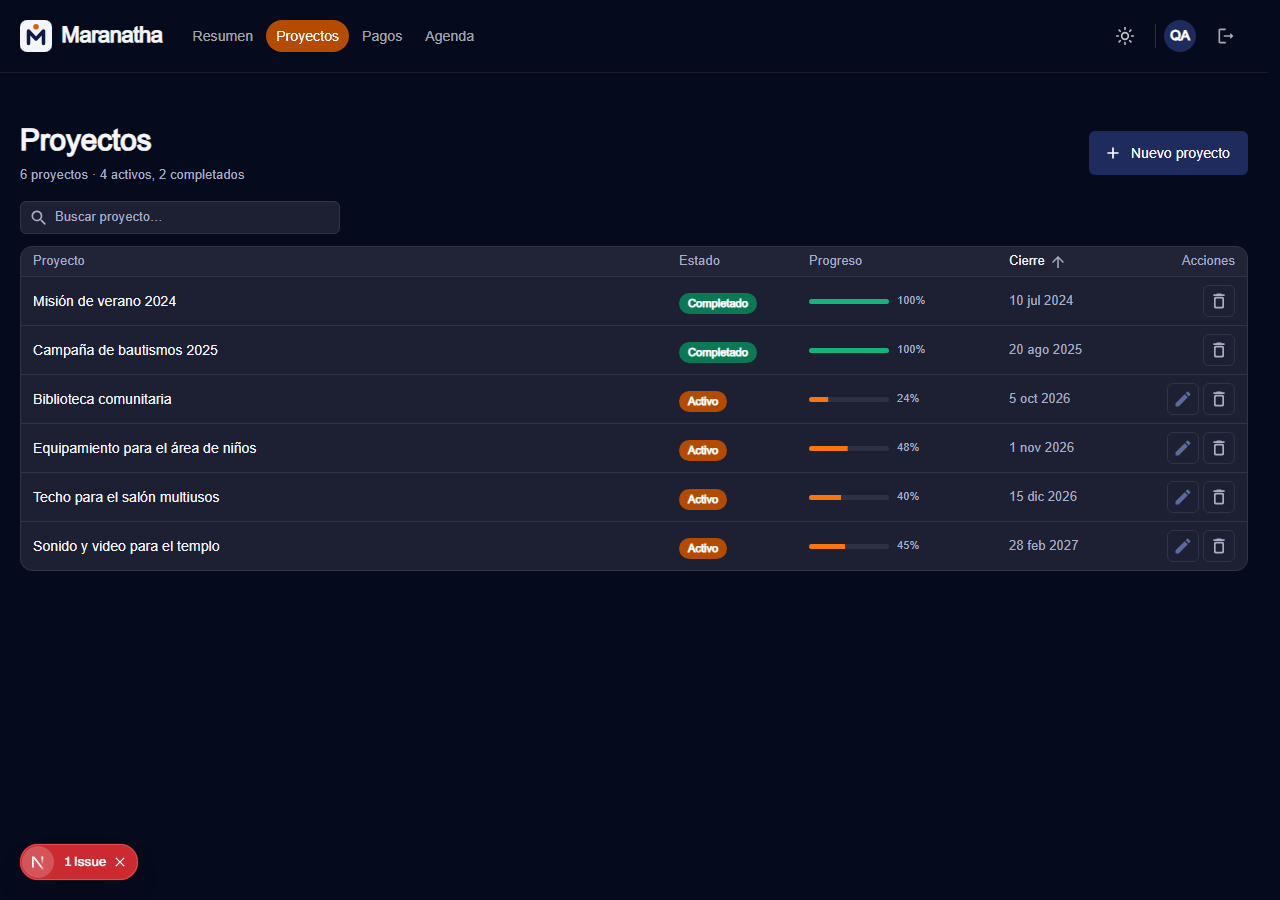 Maranatha Resumen Proyectos Pagos Agenda QA
Proyectos
6 proyectos · 4 activos, 2 completados
+ Nuevo proyecto
Buscar proyecto...
Proyecto Estado Progreso Cierre Acciones
Misión de verano 2024 Completado 100% 10 jul 2024
Campaña de bautismos 2025 Completado 100% 20 ago 2025
Biblioteca comunitaria Activo 24% 5 oct 2026
Equipamiento para el área de niños Activo 48% 1 nov 2026
Techo para el salón multiusos Activo 40% 15 dic 2026
Sonido y video para el templo Activo 45% 28 feb 2027
N 1 Issue